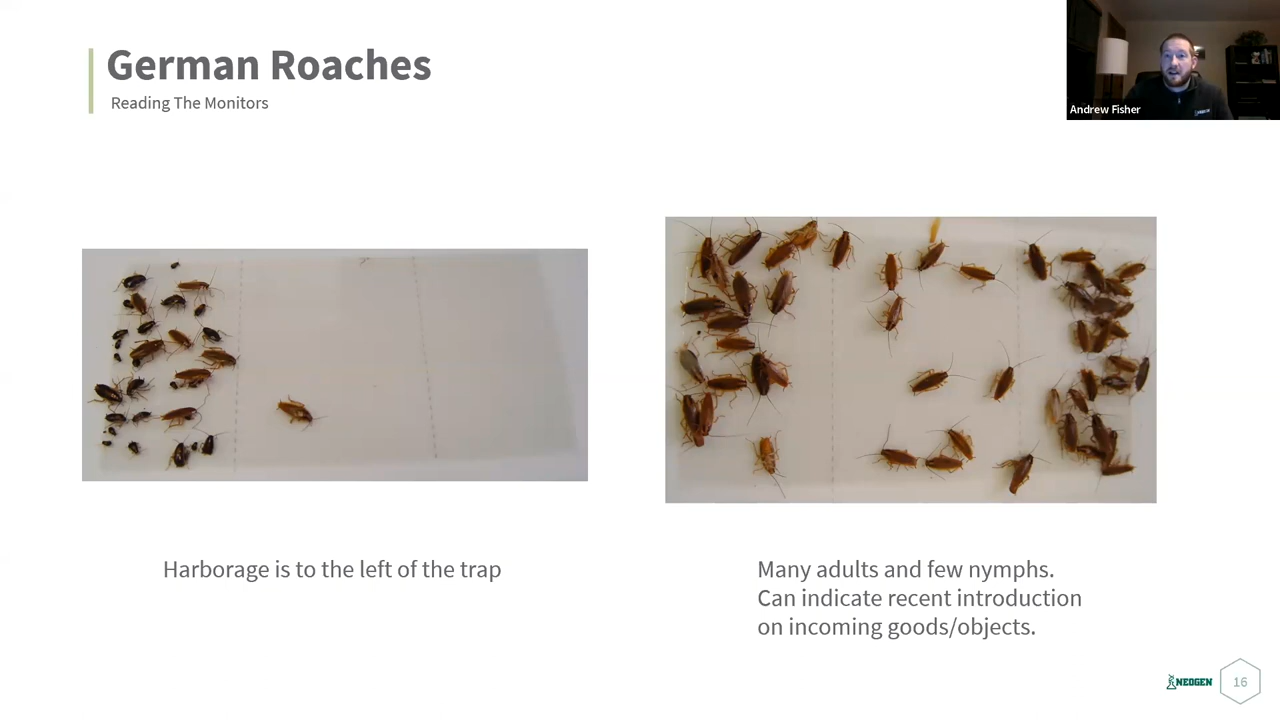 German Roaches
Reading The Monitors
Andrew Fisher
Harborage is to the left of the trap
Many adults and few nymphs.
Can indicate recent introduction
on incoming goods/objects.
NEOGEN
16